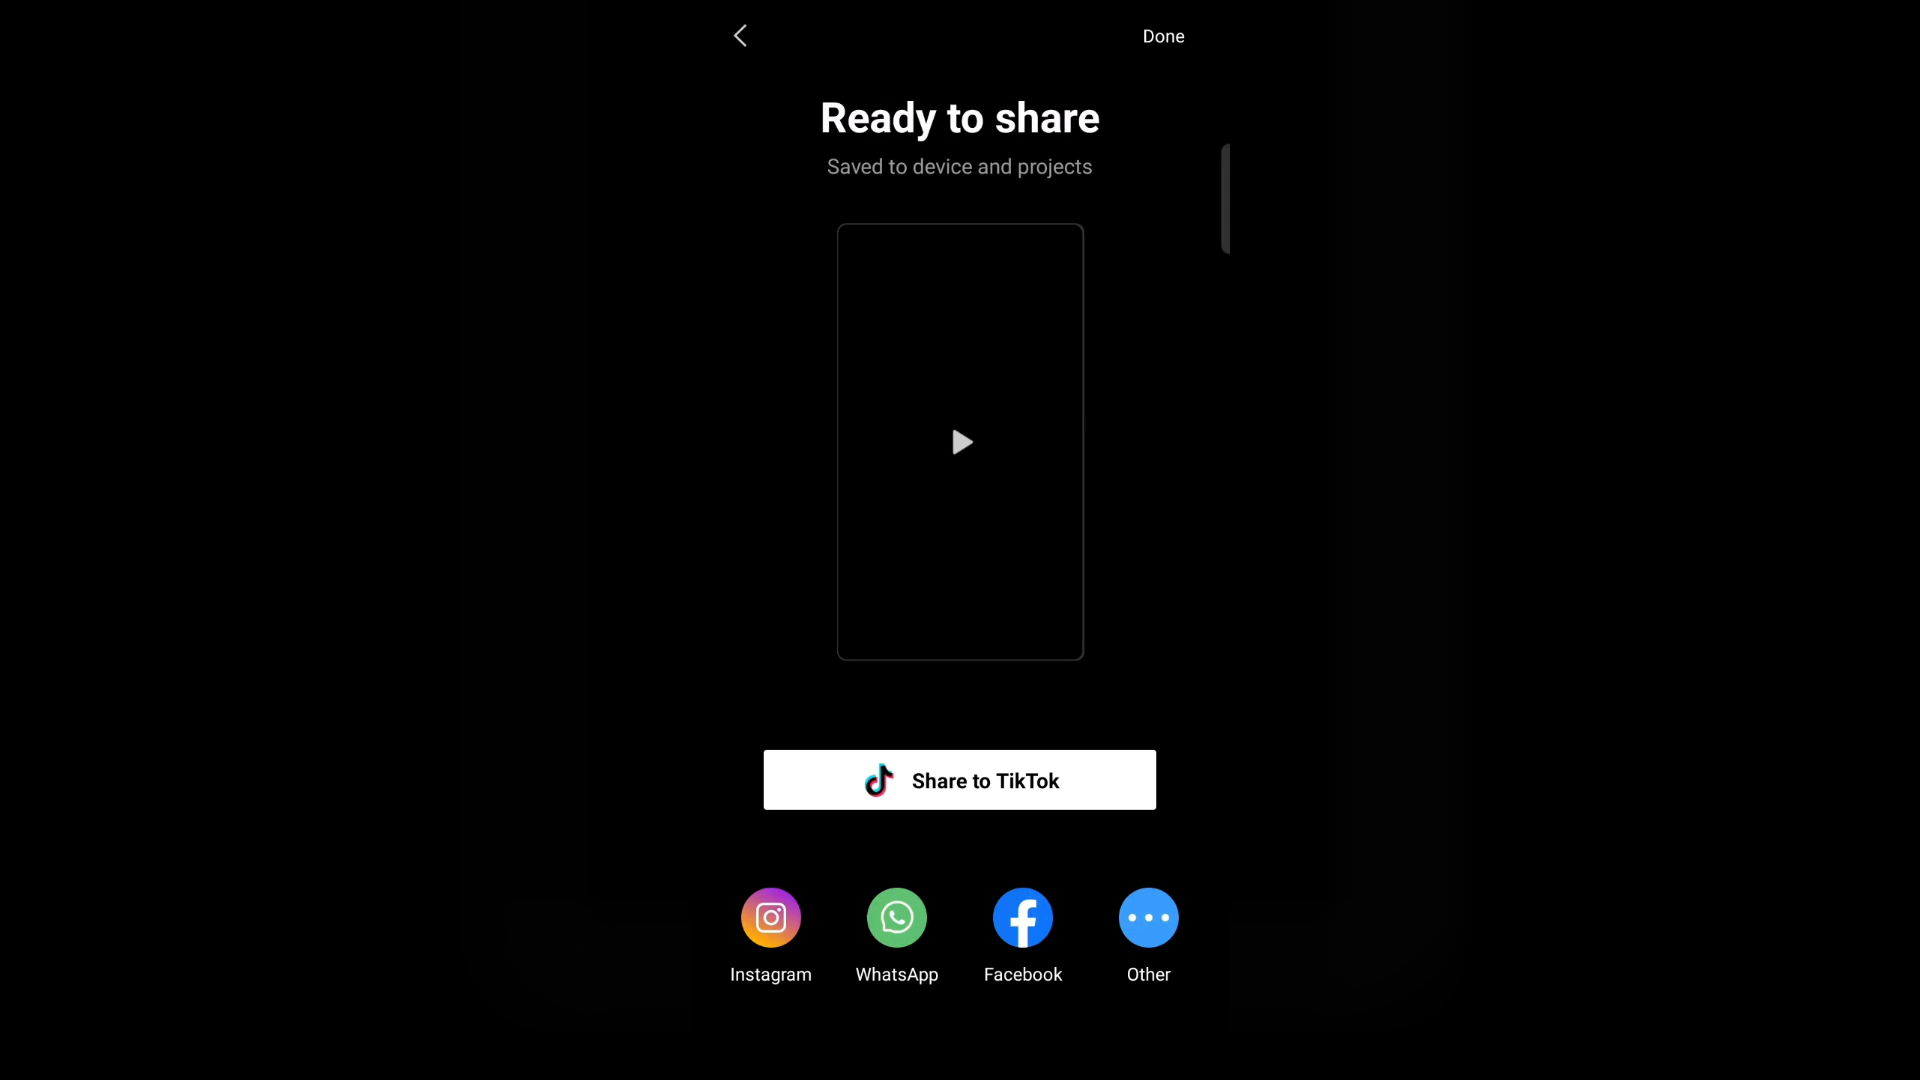 Done
Ready to share
Saved to device and projects
Share to TikTok
Instagram WhatsApp Facebook Other